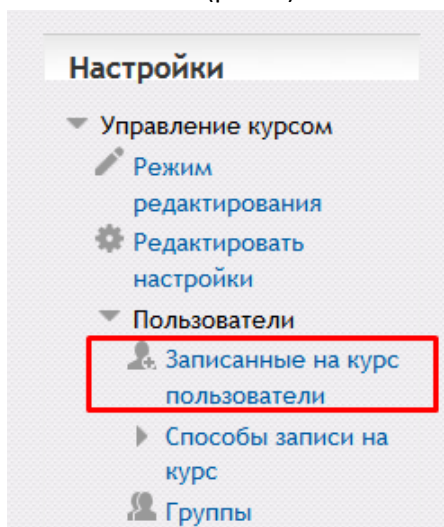 Настройки
Управление курсом
Режим
редактирования
Редактировать
настройки
Пользователи
Записанные на курс
пользователи
Способы записи на
курс
Группы